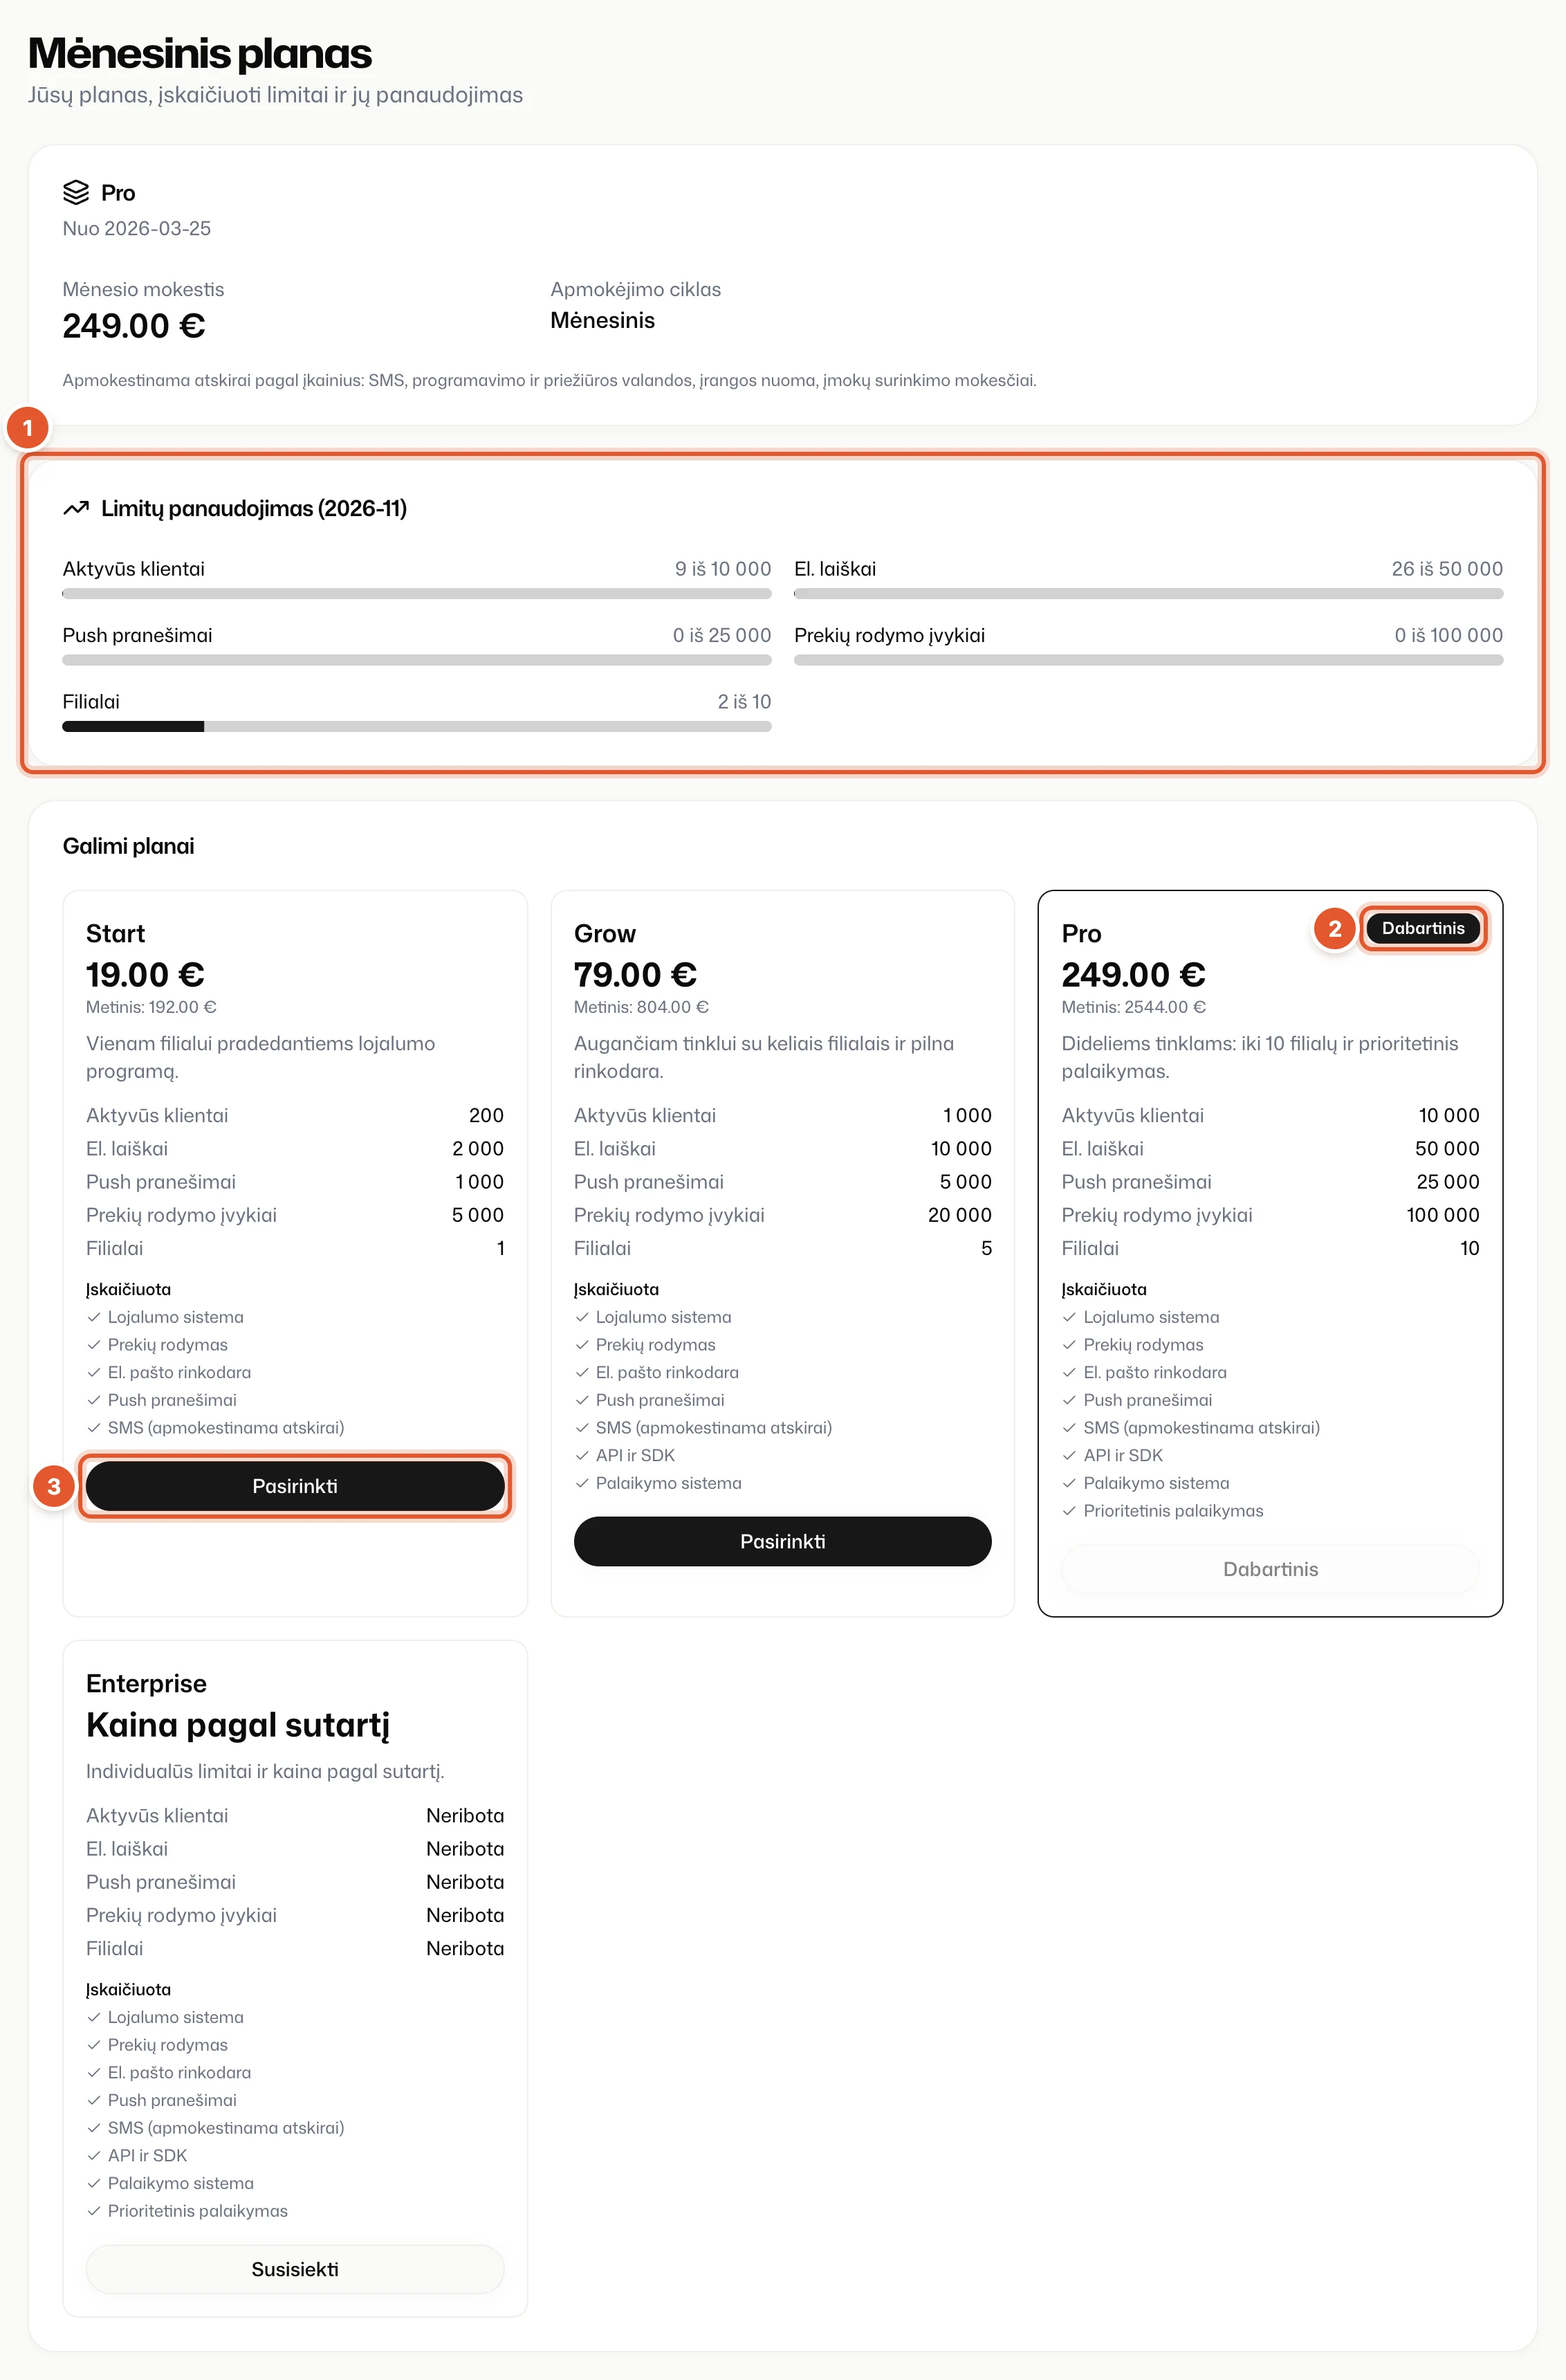 Mėnesinis planas
Jūsų planas, įskaičiuoti limitai ir jų panaudojimas
Pro
Nuo 2026-03-25
Mėnesio mokestis
249.00 €
Apmokėjimo ciklas
Mėnesinis
Apmokestinama atskirai pagal įkainius: SMS, programavimo ir priežiūros valandos, įrangos nuoma, įmokų surinkimo mokesčiai.
1
Limitų panaudojimas (2026-11)
Aktyvūs klientai 9 iš 10 000
El. laiškai 26 iš 50 000
Push pranešimai 0 iš 25 000
Prekių rodymo įvykiai 0 iš 100 000
Filialai 2 iš 10
Galimi planai
Start
19.00 €
Metinis: 192.00 €
Vienam filialui pradedantiems lojalumo
programą.
Aktyvūs klientai 200
El. laiškai 2 000
Push pranešimai 1 000
Prekių rodymo įvykiai 5 000
Filialai 1
Įskaičiuota
Lojalumo sistema
Prekių rodymas
El. pašto rinkodara
Push pranešimai
SMS (apmokestinama atskirai)
3
Pasirinkti
Grow
79.00 €
Metinis: 804.00 €
Augančiam tinklui su keliais filialais ir pilna
rinkodara.
Aktyvūs klientai 1 000
El. laiškai 10 000
Push pranešimai 5 000
Prekių rodymo įvykiai 20 000
Filialai 5
Įskaičiuota
Lojalumo sistema
Prekių rodymas
El. pašto rinkodara
Push pranešimai
SMS (apmokestinama atskirai)
API ir SDK
Palaikymo sistema
Pasirinkti
Pro
2
Dabartinis
249.00 €
Metinis: 2544.00 €
Dideliems tinklams: iki 10 filialų ir prioritetinis
palaikymas.
Aktyvūs klientai 10 000
El. laiškai 50 000
Push pranešimai 25 000
Prekių rodymo įvykiai 100 000
Filialai 10
Įskaičiuota
Lojalumo sistema
Prekių rodymas
El. pašto rinkodara
Push pranešimai
SMS (apmokestinama atskirai)
API ir SDK
Palaikymo sistema
Prioritetinis palaikymas
Dabartinis
Enterprise
Kaina pagal sutartį
Individualūs limitai ir kaina pagal sutartį.
Aktyvūs klientai Neribota
El. laiškai Neribota
Push pranešimai Neribota
Prekių rodymo įvykiai Neribota
Filialai Neribota
Įskaičiuota
Lojalumo sistema
Prekių rodymas
El. pašto rinkodara
Push pranešimai
SMS (apmokestinama atskirai)
API ir SDK
Palaikymo sistema
Prioritetinis palaikymas
Susisiekti